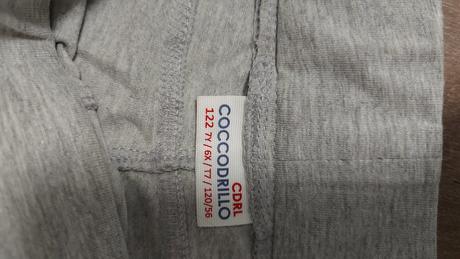 CDRL
COCCODRILLO
122 7Y / 6X / T7 / 120/56